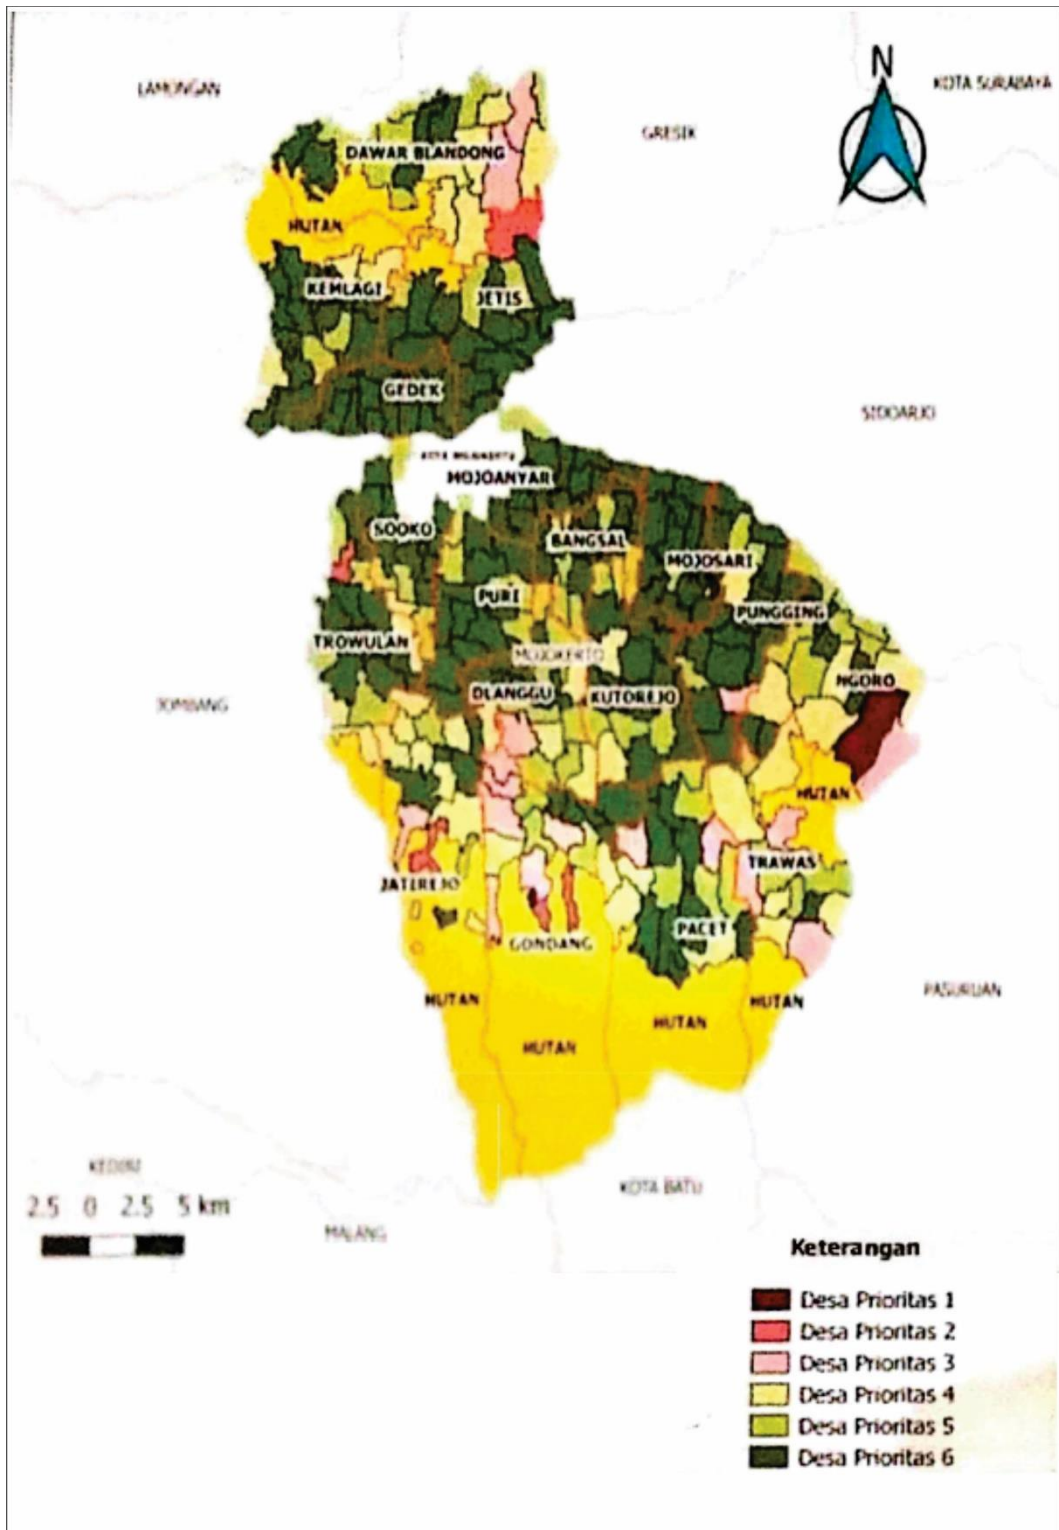 N
LAMONGAN
KOTA SURABAYA
GRESIK
DAWAR BLANDONG
HUTAN
KEMLAGI
JETIS
GEDEK
SIDOARJO
KOTA MOJOKERTO
MOJOANYAR
SOOKO
BANGSAL
MOJOSARI
PURI
PUNGGING
TROWULAN
MOJOKERTO
NGORO
DLANGGU
KUTOREJO
JOMBANG
HUTAN
TRAWAS
JATIREJO
PACET
GONDANG
PASURUAN
HUTAN
HUTAN
HUTAN
HUTAN
KEDIRI
KOTA BATU
2.5 0 2.5 5 km
MALANG
Keterangan
Desa Prioritas 1
Desa Prioritas 2
Desa Prioritas 3
Desa Prioritas 4
Desa Prioritas 5
Desa Prioritas 6